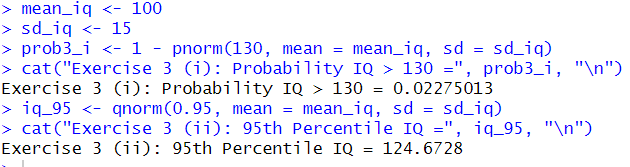 > mean_iq <- 100
> sd_iq <- 15
> prob3_i <- 1 - pnorm(130, mean = mean_iq, sd = sd_iq)
> cat("Exercise 3 (i): Probability IQ > 130 =", prob3_i, "\n")
Exercise 3 (i): Probability IQ > 130 = 0.02275013
> iq_95 <- qnorm(0.95, mean = mean_iq, sd = sd_iq)
> cat("Exercise 3 (ii): 95th Percentile IQ =", iq_95, "\n")
Exercise 3 (ii): 95th Percentile IQ = 124.6728